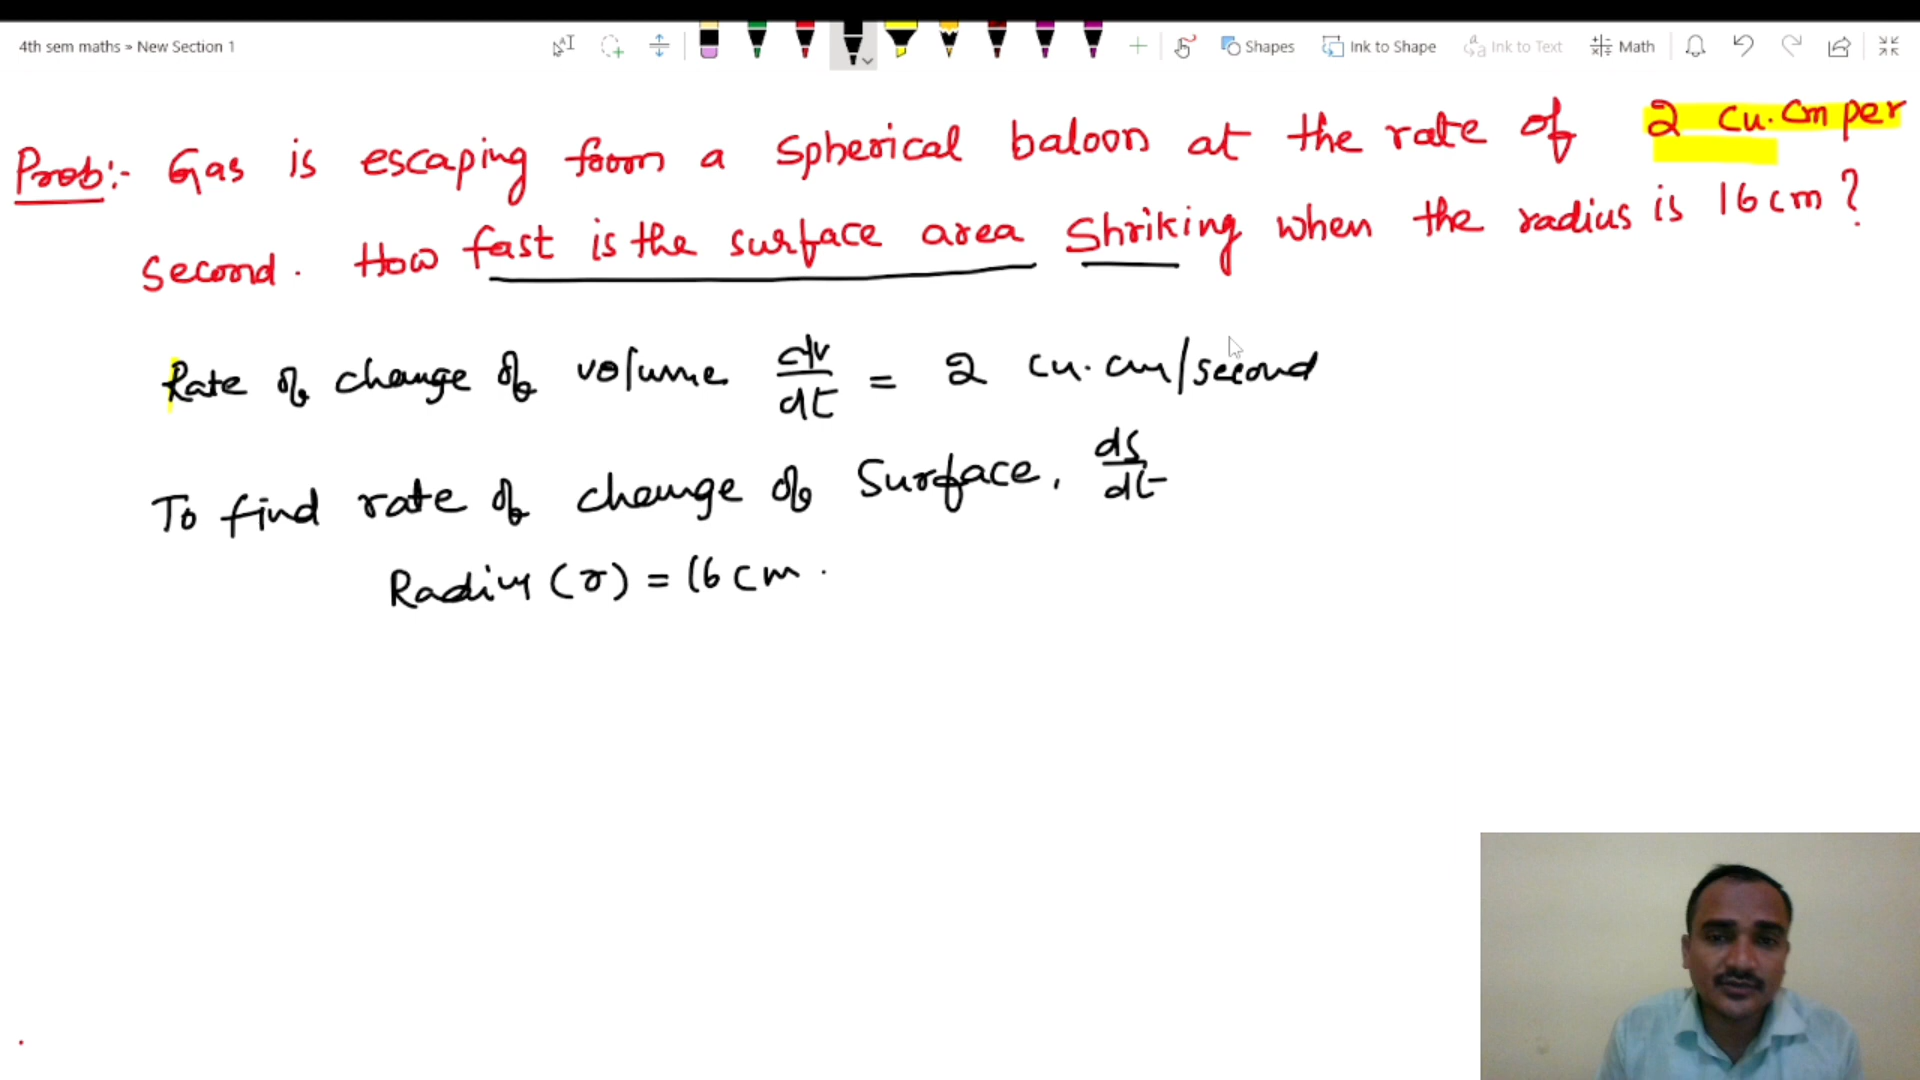 4th sem maths » New Section 1
Shapes Ink to Shape Ink to Text Math
Prob:- Gas is escaping from a spherical baloon at the rate of 2 cu.cm per
second. How fast is the surface area shriking when the radius is 16cm?
Rate of change of volume dv/dt = 2 cu.cm/second
To find rate of change of Surface, ds/dt
Radius (r) = 16 cm.